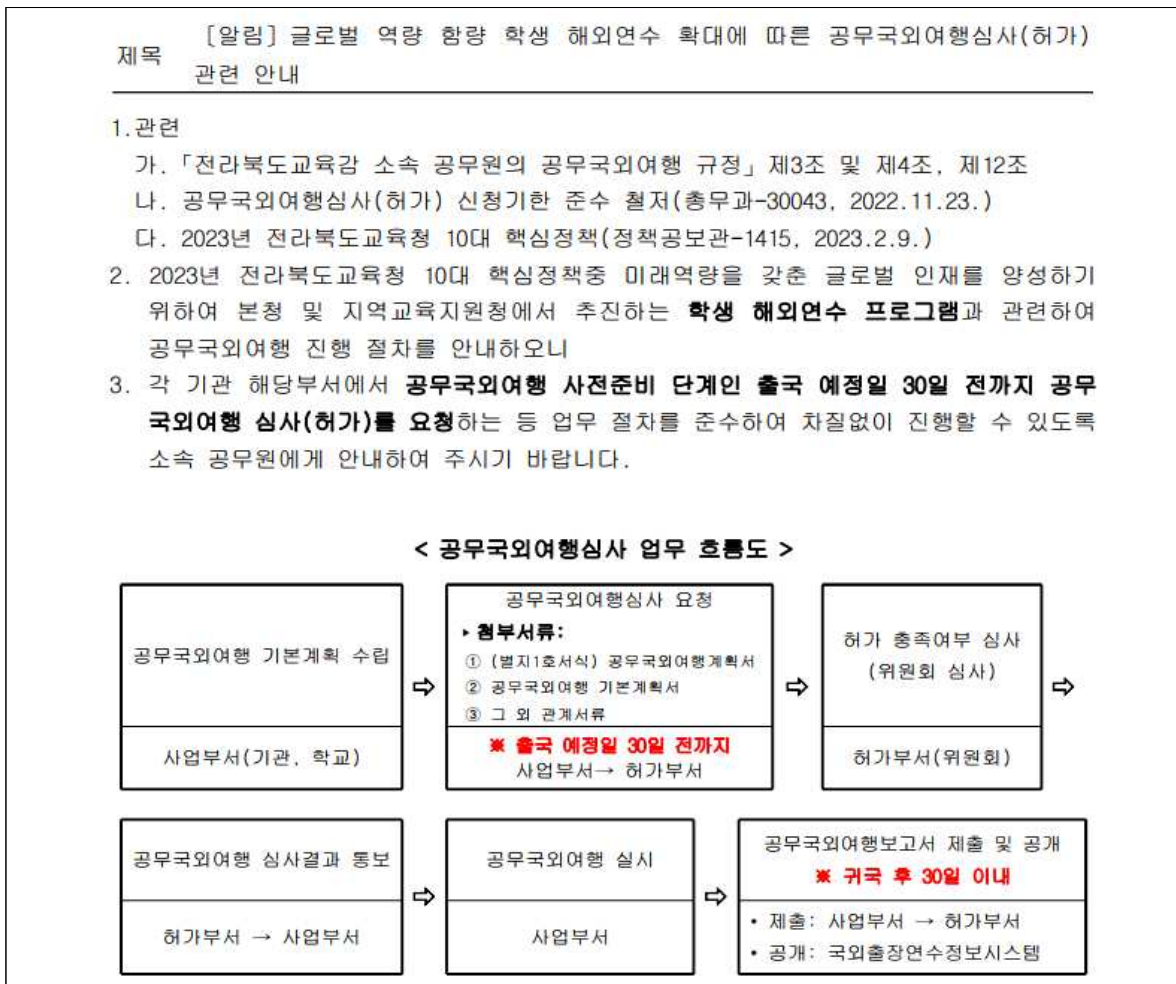 제목
[알림] 글로벌 역량 함량 학생 해외연수 확대에 따른 공무국외여행심사(허가)
관련 안내
1.관련
가.「전라북도교육감 소속 공무원의 공무국외여행 규정」제3조 및 제4조, 제12조
나. 공무국외여행심사(허가) 신청기한 준수 철저(총무과-30043, 2022.11.23.)
다. 2023년 전라북도교육청 10대 핵심정책(정책공보관-1415, 2023.2.9.)
2. 2023년 전라북도교육청 10대 핵심정책중 미래역량을 갖춘 글로벌 인재를 양성하기
위하여 본청 및 지역교육지원청에서 추진하는 학생 해외연수 프로그램과 관련하여
공무국외여행 진행 절차를 안내하오니
3. 각 기관 해당부서에서 공무국외여행 사전준비 단계인 출국 예정일 30일 전까지 공무
국외여행 심사(허가)를 요청하는 등 업무 절차를 준수하여 차질없이 진행할 수 있도록
소속 공무원에게 안내하여 주시기 바랍니다.
< 공무국외여행심사 업무 흐름도 >
공무국외여행 기본계획 수립
사업부서(기관, 학교)
⇨
공무국외여행심사 요청
▸첨부서류:
① (별지1호서식) 공무국외여행계획서
② 공무국외여행 기본계획서
③ 그 외 관계서류
※ 출국 예정일 30일 전까지
사업부서→ 허가부서
⇨
허가 충족여부 심사
(위원회 심사)
허가부서(위원회)
⇨
공무국외여행 심사결과 통보
허가부서 → 사업부서
⇨
공무국외여행 실시
사업부서
⇨
공무국외여행보고서 제출 및 공개
※ 귀국 후 30일 이내
• 제출: 사업부서 → 허가부서
• 공개: 국외출장연수정보시스템